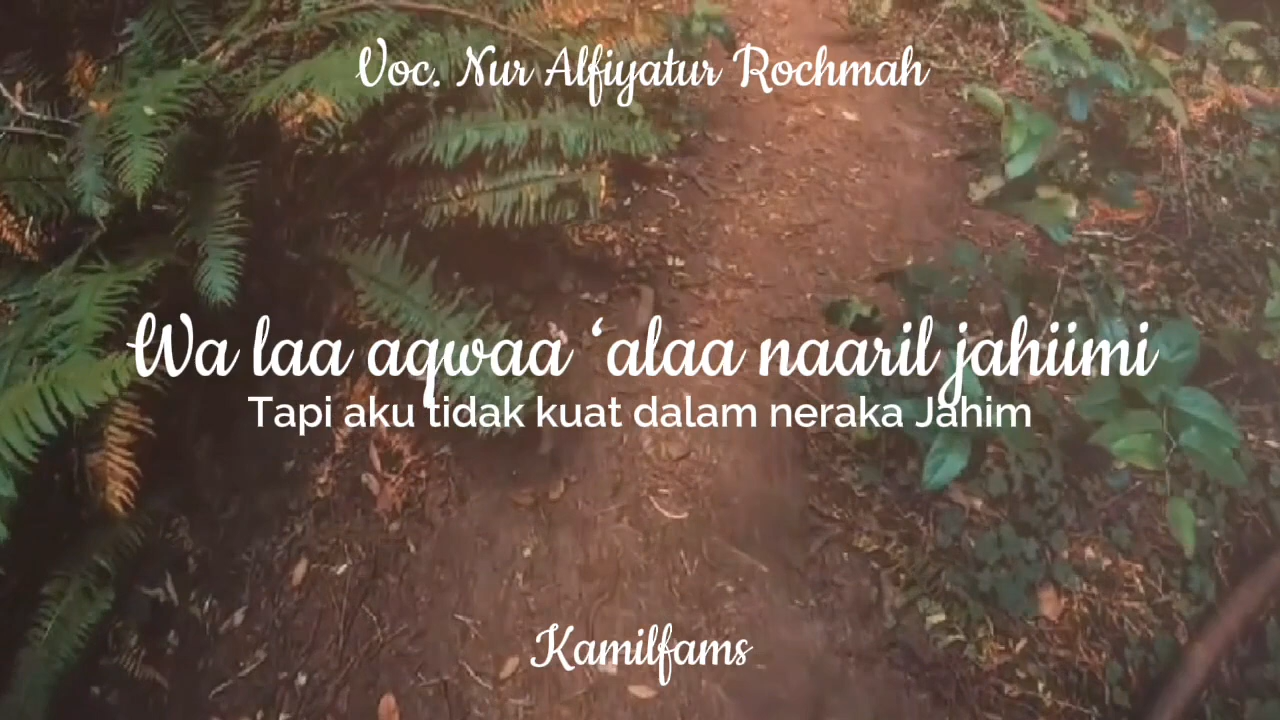 Voc. Nur Alfiyatur Rochmah
Wa laa aqwaa ‘alaa naaril jahiimi
Tapi aku tidak kuat dalam neraka Jahim
Kamilfams